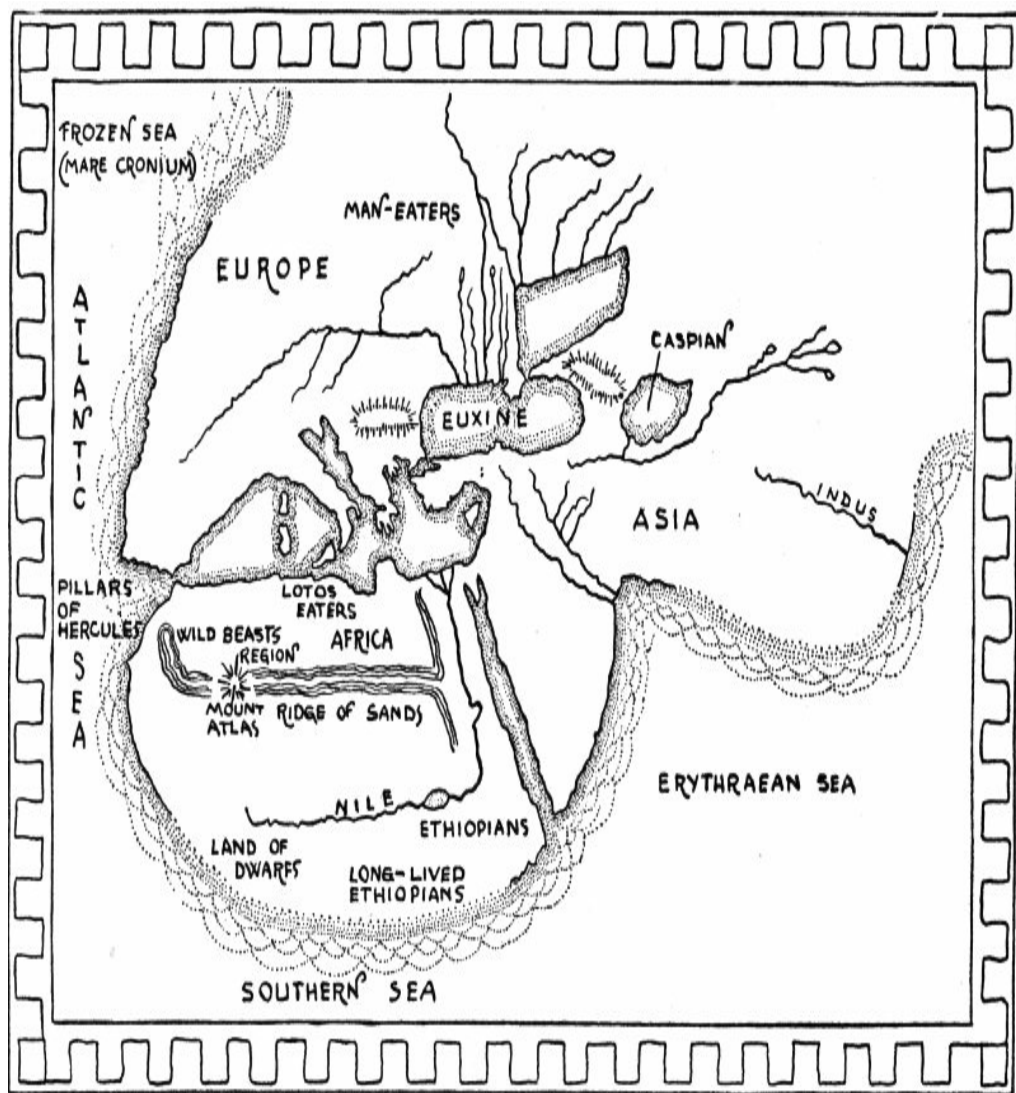 FROZEN SEA
(MARE CRONIUM)
MAN-EATERS
EUROPE
ATLANTIC
SEA
CASPIAN
EUXINE
ASIA
INDUS
PILLARS
OF
HERCULES
LOTOS
EATERS
WILD BEASTS
REGION
AFRICA
MOUNT
ATLAS
RIDGE OF SANDS
NILE
ETHIOPIANS
ERYTHRAEAN SEA
LAND OF
DWARFS
LONG-LIVED
ETHIOPIANS
SOUTHERN SEA